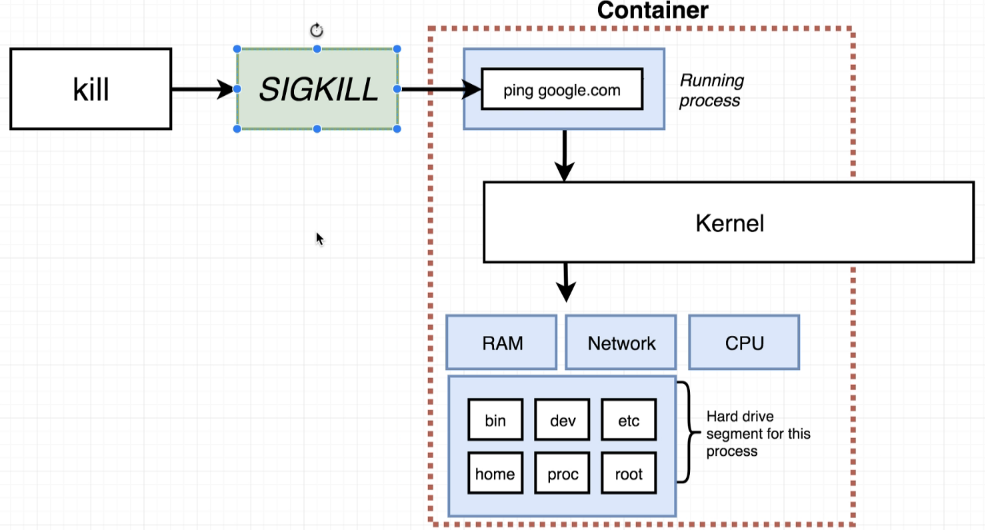 Container
kill
SIGKILL
ping google.com
Running
process
Kernel
RAM
Network
CPU
bin
dev
etc
home
proc
root
Hard drive
segment for this
process